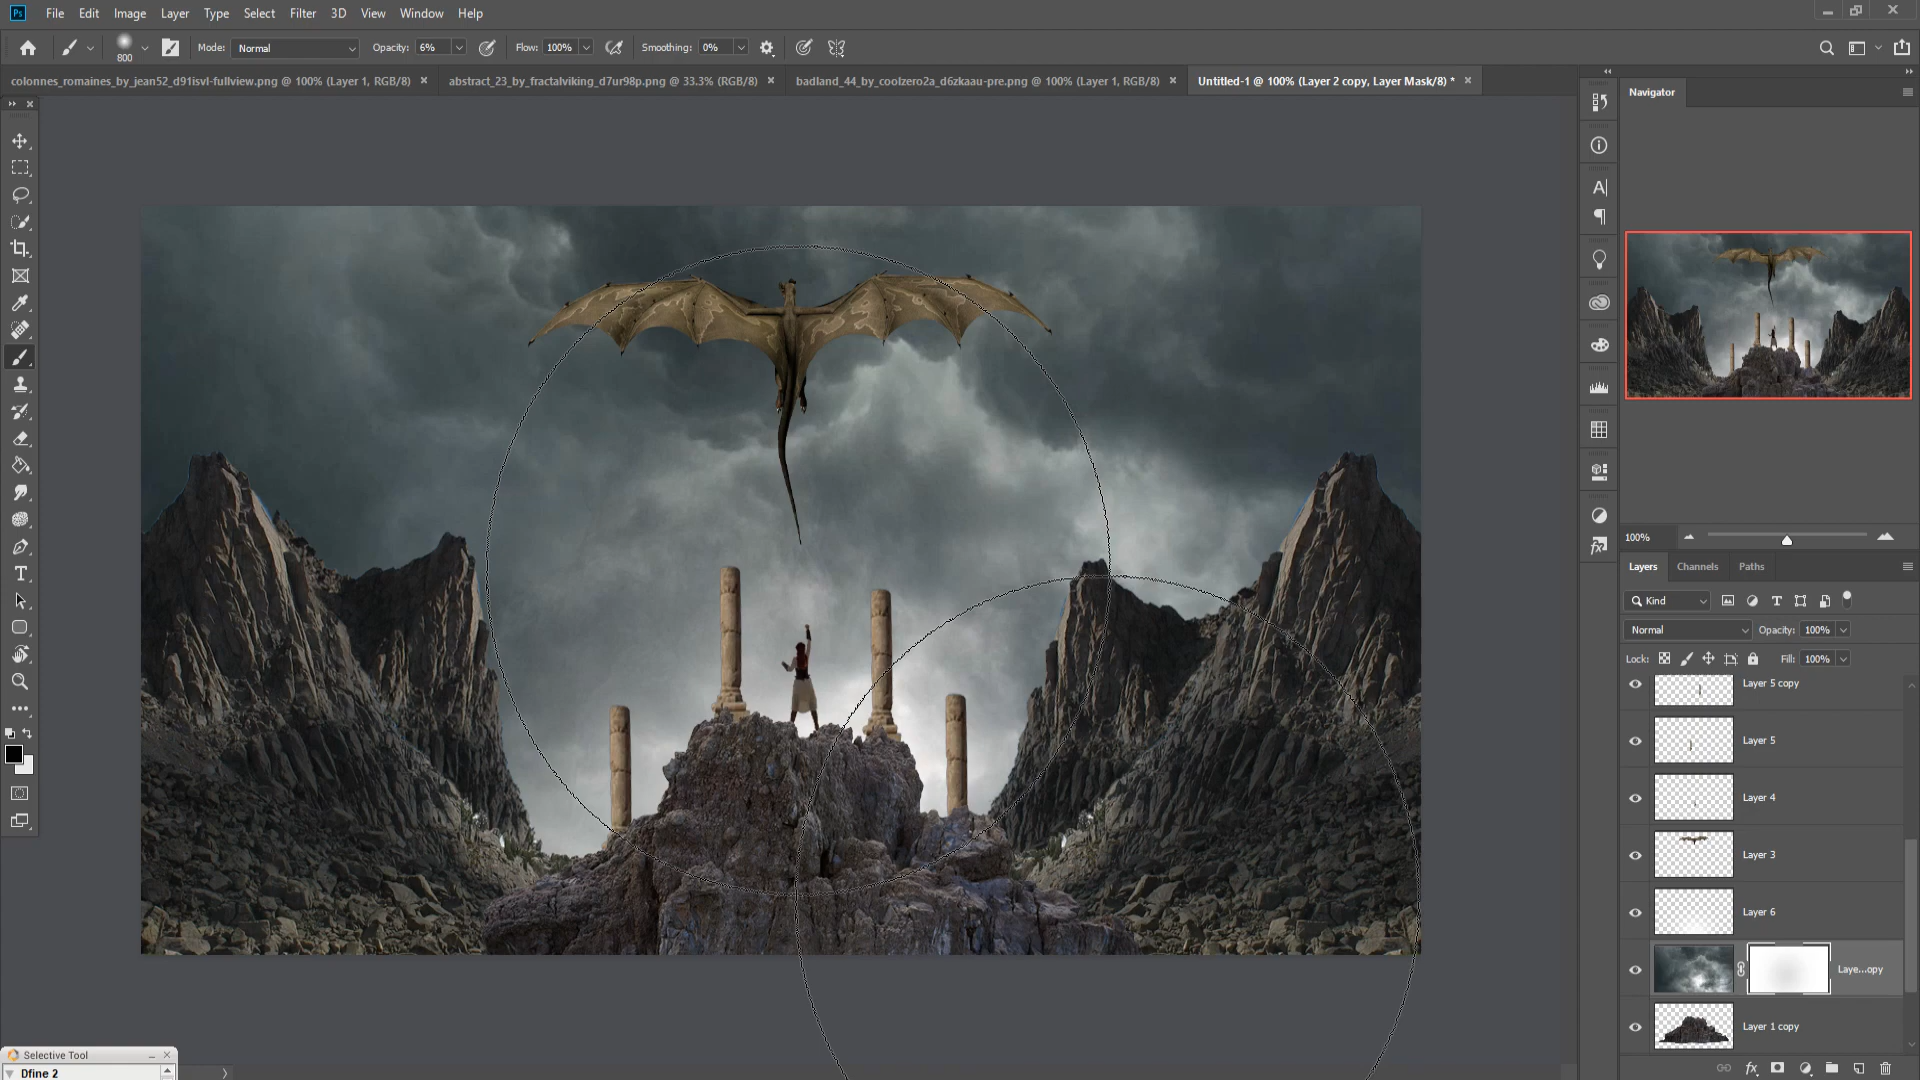 Ps File Edit Image Layer Type Select Filter 3D View Window Help
800 Mode: Normal Opacity: 6% Flow: 100% Smoothing: 0%
colonnes_romaines_by_jean52_d91isvl-fullview.png @ 100% (Layer 1, RGB/8) × abstract_23_by_fractalviking_d7ur98p.png @ 33.3% (RGB/8) × badland_44_by_coolzero2a_d6zkaau-pre.png @ 100% (Layer 1, RGB/8) × Untitled-1 @ 100% (Layer 2 copy, Layer Mask/8) * ×
Navigator
100%
Layers Channels Paths
Kind
Normal Opacity: 100%
Lock: Fill: 100%
Layer 5 copy
Layer 5
Layer 4
Layer 3
Layer 6
Laye...opy
Layer 1 copy
fx
Selective Tool
Dfine 2